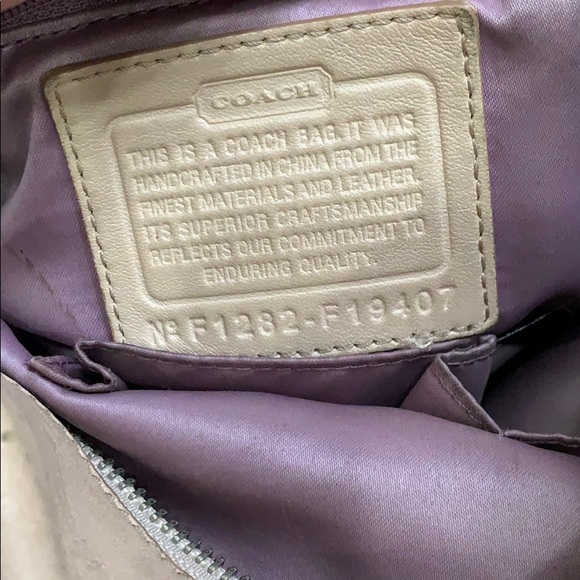 COACH
THIS IS A COACH BAG. IT WAS
HANDCRAFTED IN CHINA FROM THE
FINEST MATERIALS AND LEATHER.
ITS SUPERIOR CRAFTSMANSHIP
REFLECTS OUR COMMITMENT TO
ENDURING QUALITY.
Nº F1282-F19407